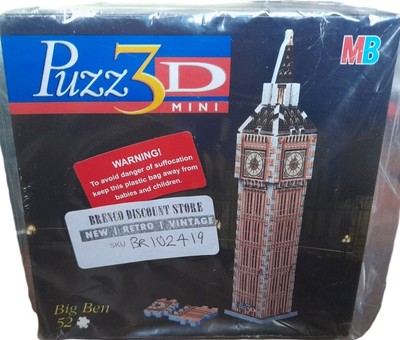 Puzz3D
MINI
MB
WARNING!
To avoid danger of suffocation
keep this plastic bag away from
babies and children.
BRENCO DISCOUNT STORE
NEW | RETRO | VINTAGE
SKU BR102419
Big Ben
52